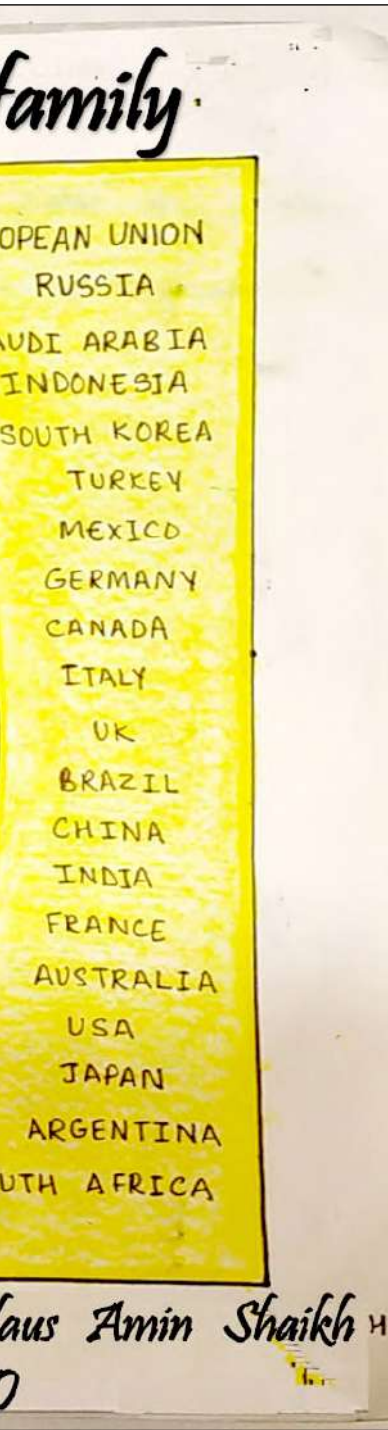 family
OPEAN UNION
RUSSIA
AUDI ARABIA
INDONESIA
SOUTH KOREA
TURKEY
MEXICO
GERMANY
CANADA
ITALY
UK
BRAZIL
CHINA
INDIA
FRANCE
AUSTRALIA
USA
JAPAN
ARGENTINA
UTH AFRICA
aus Amin Shaikh H